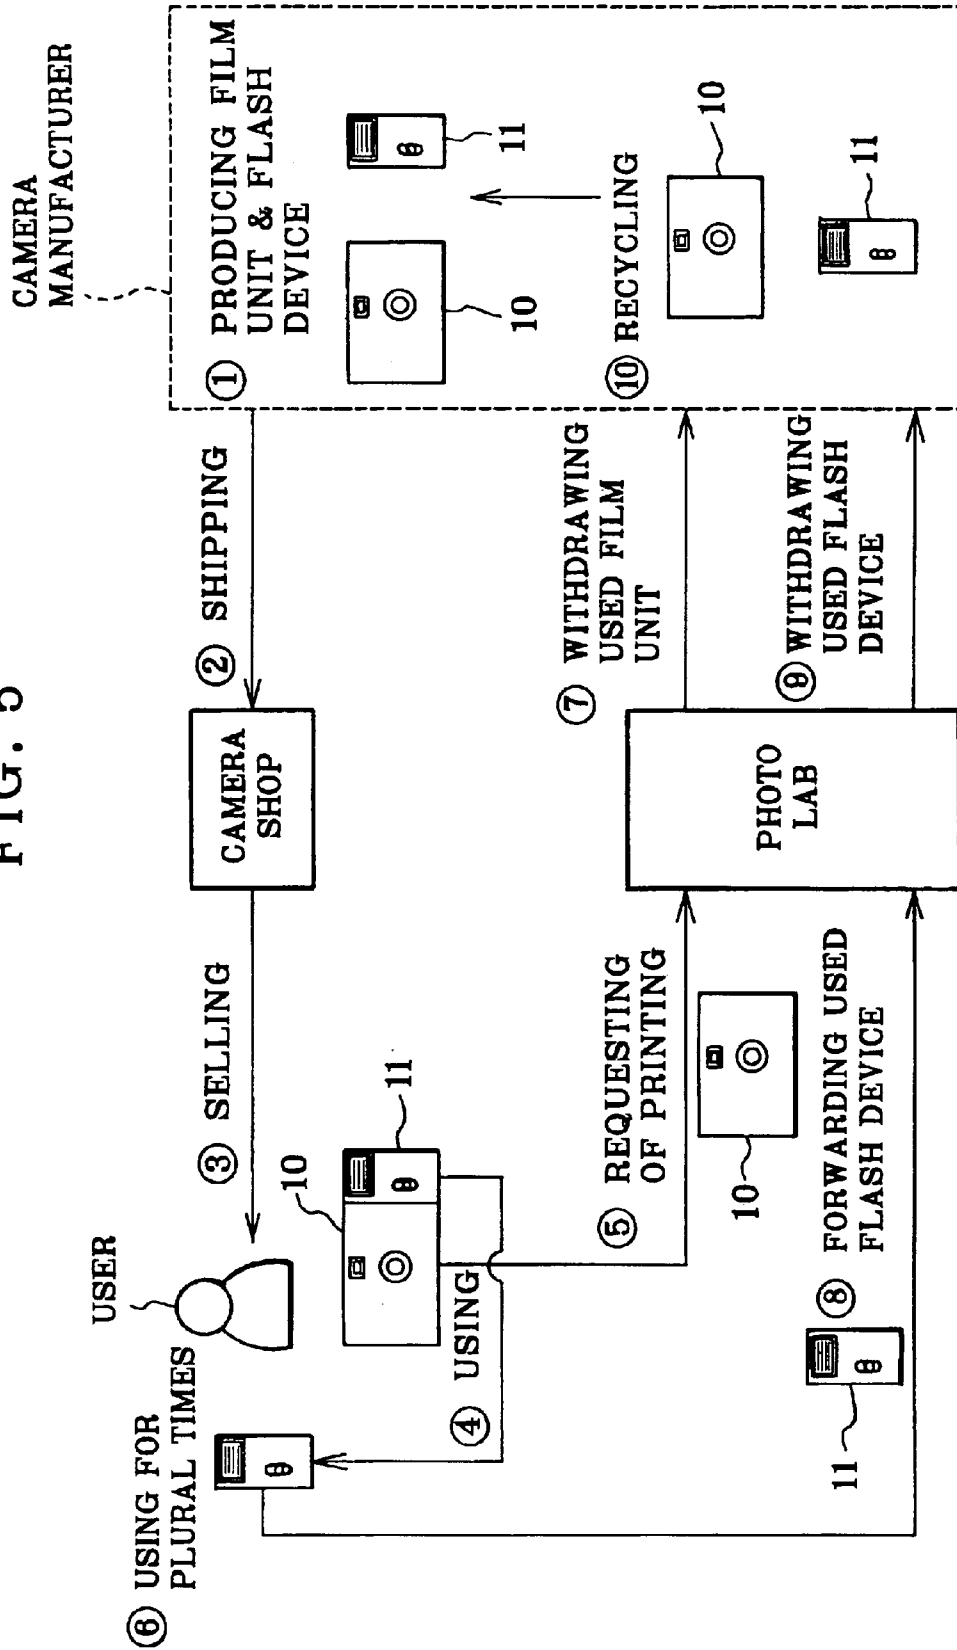 FIG. 5
CAMERA
MANUFACTURER
① PRODUCING FILM
UNIT & FLASH
DEVICE
10
11
⑩ RECYCLING
10
11
② SHIPPING
CAMERA
SHOP
③ SELLING
USER
10
11
④ USING
⑤ REQUESTING
OF PRINTING
10
⑥ USING FOR
PLURAL TIMES
PHOTO
LAB
⑦ WITHDRAWING
USED FILM
UNIT
⑧ FORWARDING USED
FLASH DEVICE
11
⑨ WITHDRAWING
USED FLASH
DEVICE